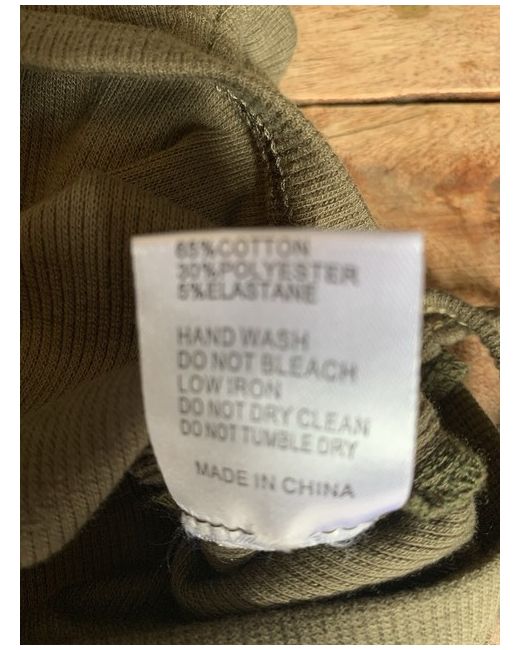 65%COTTON
30%POLYESTER
5%ELASTANE
HAND WASH
DO NOT BLEACH
LOW IRON
DO NOT DRY CLEAN
DO NOT TUMBLE DRY
MADE IN CHINA